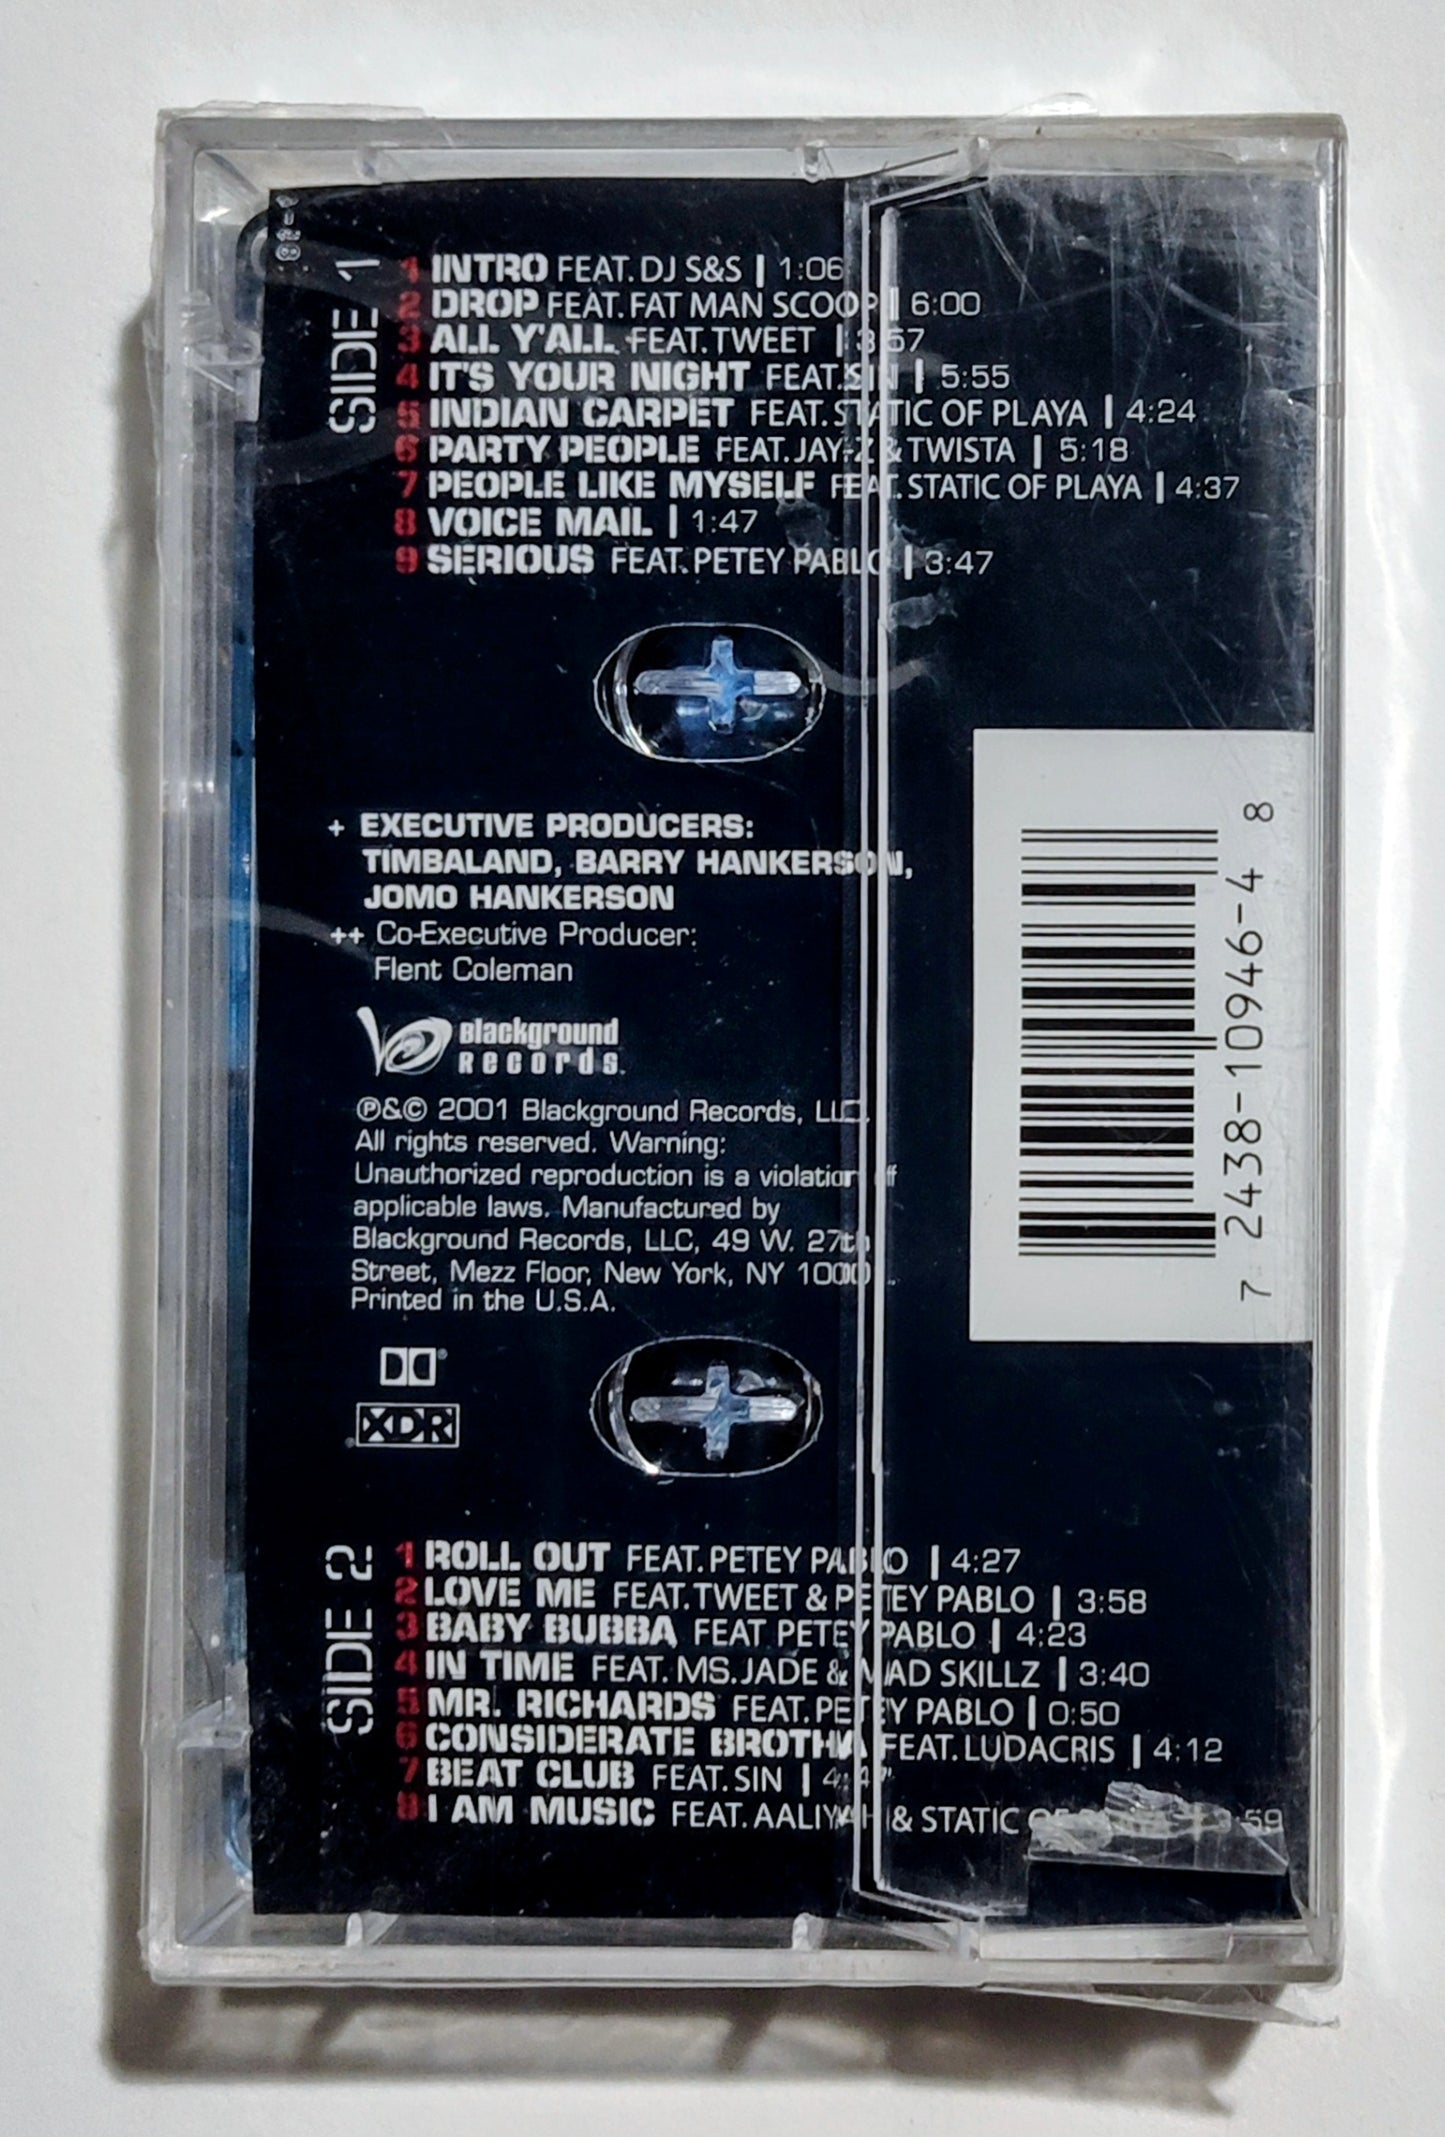 SIDE 1
1 INTRO FEAT. DJ S&S | 1:06
2 DROP FEAT. FAT MAN SCOOP | 6:00
3 ALL Y'ALL FEAT. TWEET | 3:57
4 IT'S YOUR NIGHT FEAT. SIN | 5:55
5 INDIAN CARPET FEAT. STATIC OF PLAYA | 4:24
6 PARTY PEOPLE FEAT. JAY-Z & TWISTA | 5:18
7 PEOPLE LIKE MYSELF FEAT. STATIC OF PLAYA | 4:37
8 VOICE MAIL | 1:47
9 SERIOUS FEAT. PETEY PABLO | 3:47
+ EXECUTIVE PRODUCERS:
TIMBALAND, BARRY HANKERSON,
JOMO HANKERSON
++ Co-Executive Producer:
Flent Coleman
Blackground
Records.
℗&© 2001 Blackground Records, LLC.
All rights reserved. Warning:
Unauthorized reproduction is a violation of
applicable laws. Manufactured by
Blackground Records, LLC, 49 W. 27th
Street, Mezz Floor, New York, NY
Printed in the U.S.A.
XDR
7 2438-10946-4 8
SIDE 2
1 ROLL OUT FEAT. PETEY PABLO | 4:27
2 LOVE ME FEAT. TWEET & PETEY PABLO | 3:58
3 BABY BUBBA FEAT PETEY PABLO | 4:23
4 IN TIME FEAT. MS. JADE & MAD SKILLZ | 3:40
5 MR. RICHARDS FEAT. PETEY PABLO | 0:50
6 CONSIDERATE BROTHA FEAT. LUDACRIS | 4:12
7 BEAT CLUB FEAT. SIN |
8 I AM MUSIC FEAT. AALIYAH & STATIC OF :59